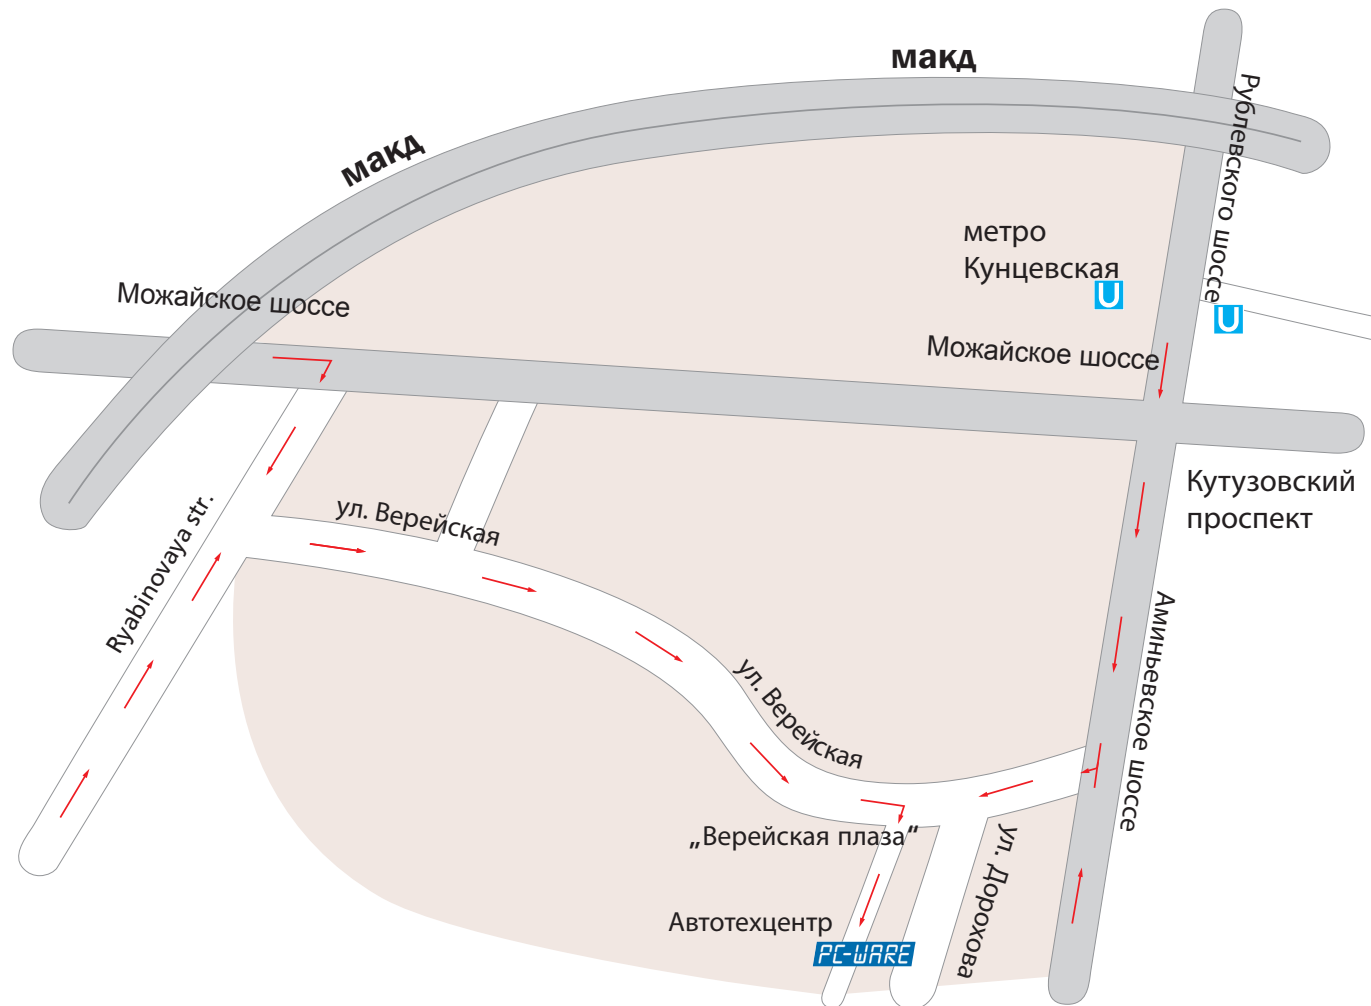 макд
макд
Рублевского шоссе
метро
Кунцевская
U
U
Можайское шоссе
Можайское шоссе
Кутузовский
проспект
ул. Верейская
Ryabinovaya str.
Аминьевское шоссе
ул. Верейская
„Верейская плаза“
ул. Дорохова
Автотехцентр
PC-WARE